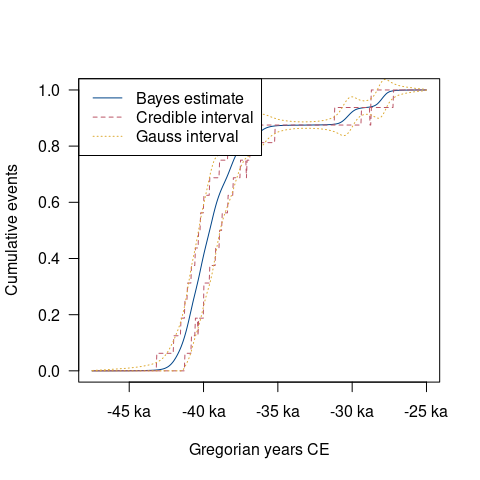 Bayes estimate
Credible interval
Gauss interval
1.0
0.8
0.6
0.4
0.2
0.0
Cumulative events
-45 ka -40 ka -35 ka -30 ka -25 ka
Gregorian years CE